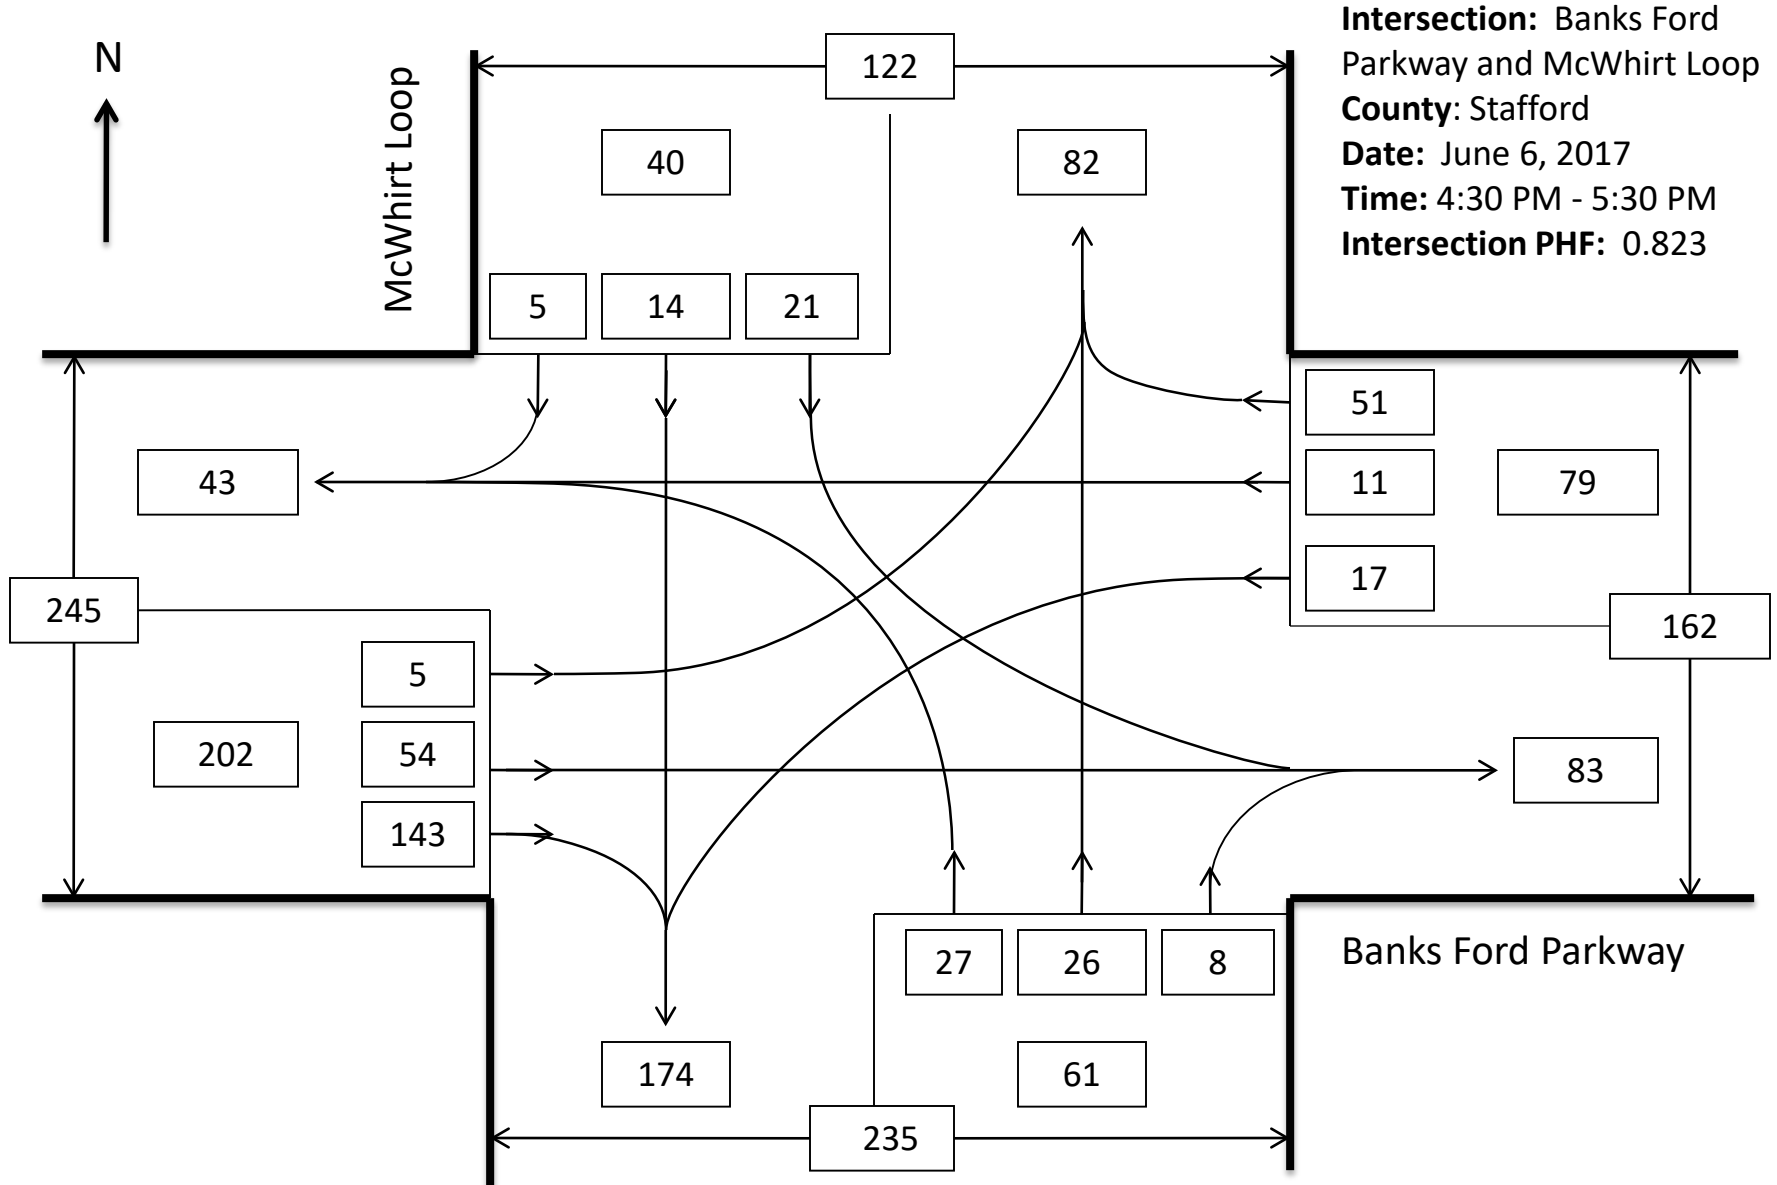 Intersection: Banks Ford
Parkway and McWhirt Loop
County: Stafford
Date: June 6, 2017
Time: 4:30 PM - 5:30 PM
Intersection PHF: 0.823
N
McWhirt Loop
122
40
82
5
14
21
51
11
79
17
43
245
162
5
202
54
143
83
27
26
8
Banks Ford Parkway
174
61
235